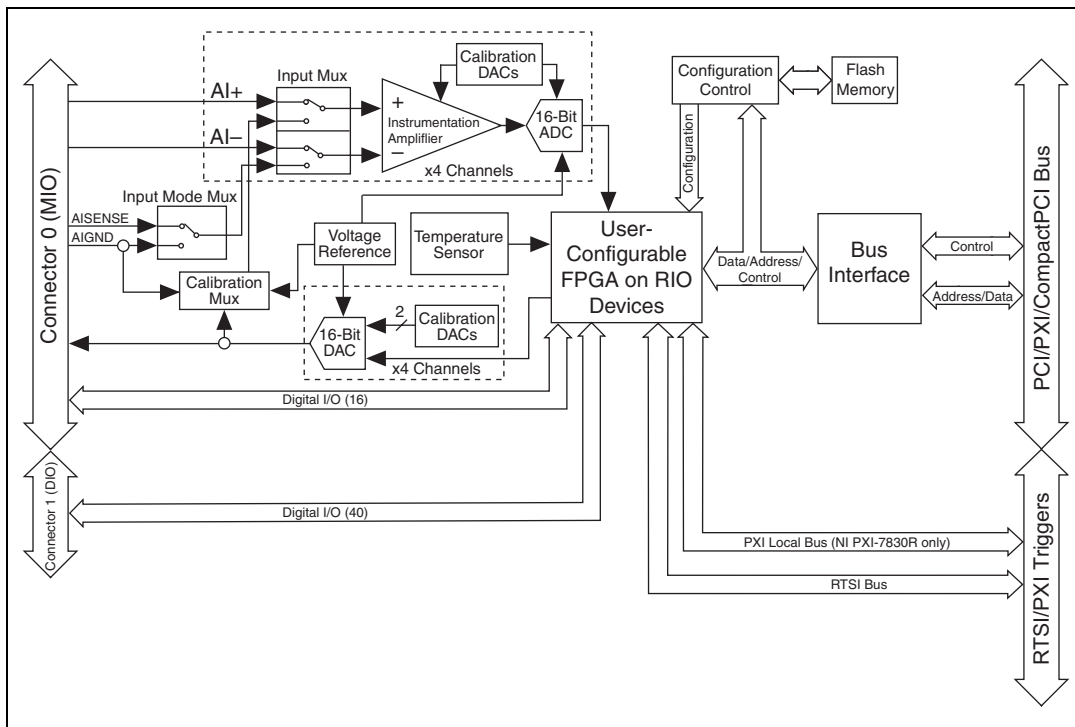 Connector 0 (MIO)
Connector 1 (DIO)
AI+
AI–
Input Mux
+
Instrumentation
Ampliflier
–
Calibration
DACs
16-Bit
ADC
x4 Channels
Input Mode Mux
AISENSE
AIGND
Calibration
Mux
Voltage
Reference
Temperature
Sensor
2
Calibration
DACs
16-Bit
DAC
x4 Channels
Configuration
Control
Flash
Memory
Configuration
User-
Configurable
FPGA on RIO
Devices
Data/Address/
Control
Bus
Interface
Control
Address/Data
PCI/PXI/CompactPCI Bus
Digital I/O (16)
Digital I/O (40)
PXI Local Bus (NI PXI-7830R only)
RTSI Bus
RTSI/PXI Triggers